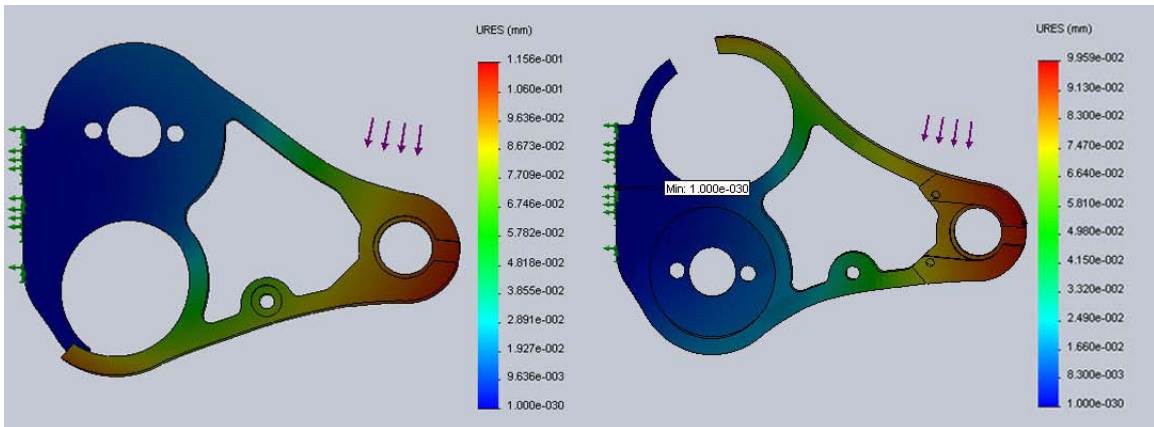 URES (mm)
1.156e-001
1.060e-001
9.636e-002
8.673e-002
7.709e-002
6.746e-002
5.782e-002
4.818e-002
3.855e-002
2.891e-002
1.927e-002
9.636e-003
1.000e-030
URES (mm)
9.959e-002
9.130e-002
8.300e-002
7.470e-002
6.640e-002
5.810e-002
4.980e-002
4.150e-002
3.320e-002
2.490e-002
1.660e-002
8.300e-003
1.000e-030
Min: 1.000e-030